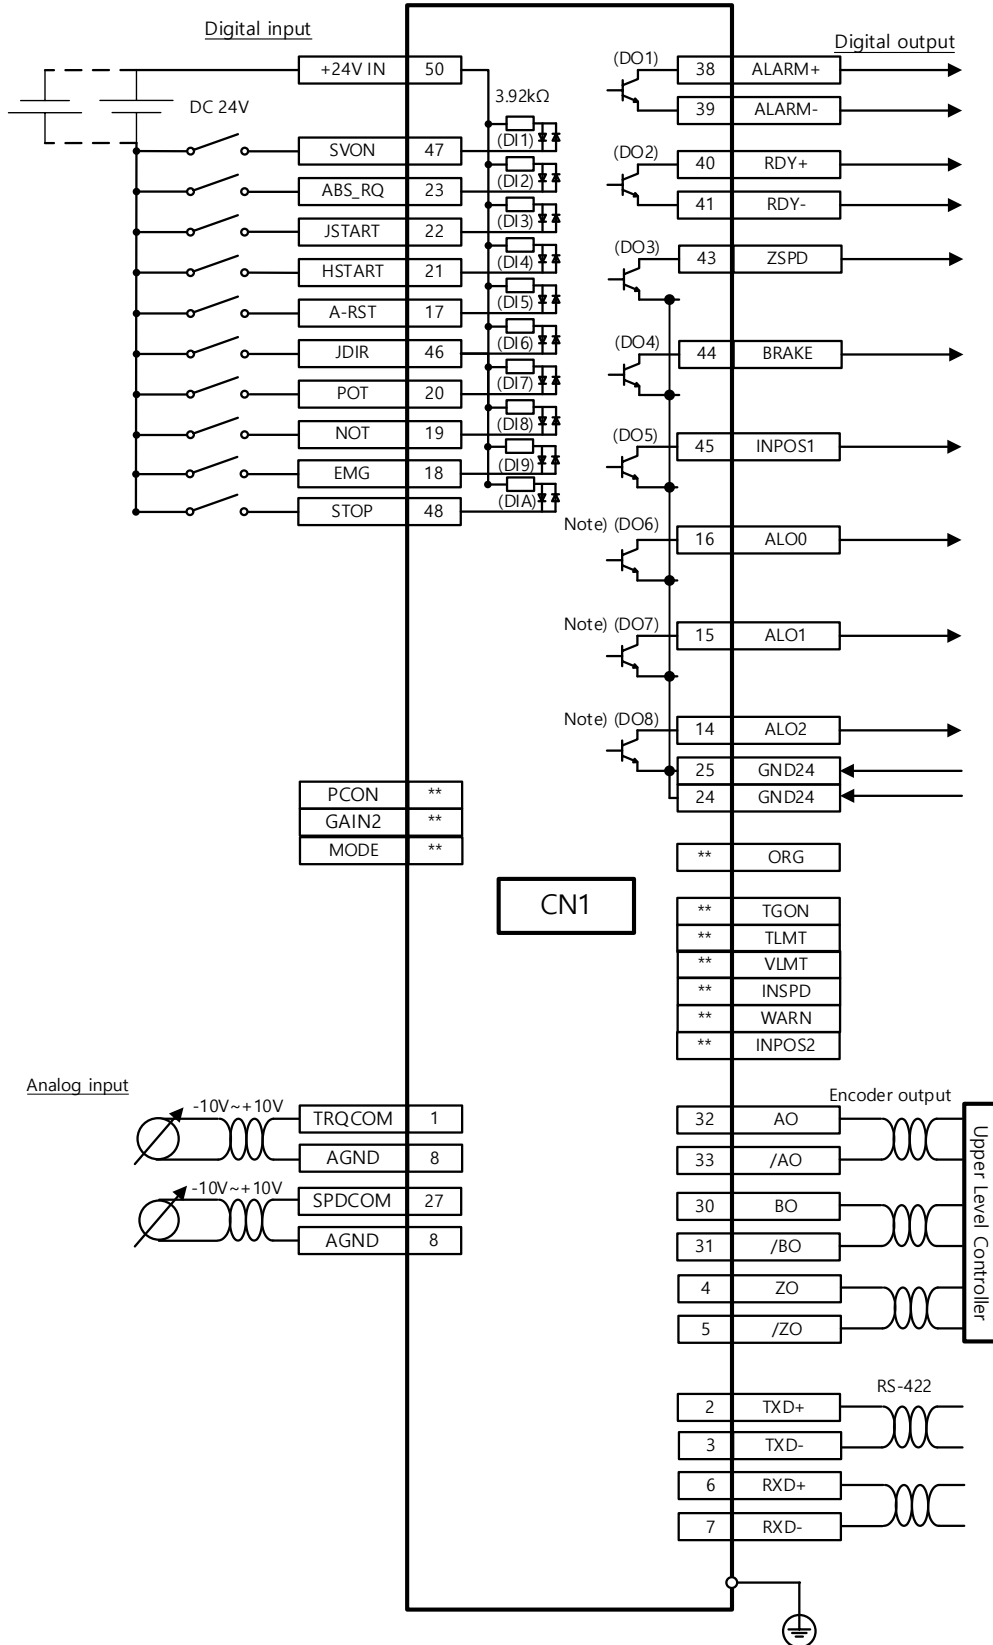 Digital input
+24V IN 50
DC 24V
3.92kΩ
SVON 47 (DI1)
ABS_RQ 23 (DI2)
JSTART 22 (DI3)
HSTART 21 (DI4)
A-RST 17 (DI5)
JDIR 46 (DI6)
POT 20 (DI7)
NOT 19 (DI8)
EMG 18 (DI9)
STOP 48 (DIA)
PCON **
GAIN2 **
MODE **
CN1
Analog input
-10V~+10V
TRQCOM 1
AGND 8
-10V~+10V
SPDCOM 27
AGND 8
Digital output
(DO1) 38 ALARM+
39 ALARM-
(DO2) 40 RDY+
41 RDY-
(DO3) 43 ZSPD
(DO4) 44 BRAKE
(DO5) 45 INPOS1
Note) (DO6) 16 ALO0
Note) (DO7) 15 ALO1
Note) (DO8) 14 ALO2
25 GND24
24 GND24
** ORG
** TGON
** TLMT
** VLMT
** INSPD
** WARN
** INPOS2
Encoder output
32 AO
33 /AO
30 BO
31 /BO
4 ZO
5 /ZO
Upper Level Controller
RS-422
2 TXD+
3 TXD-
6 RXD+
7 RXD-